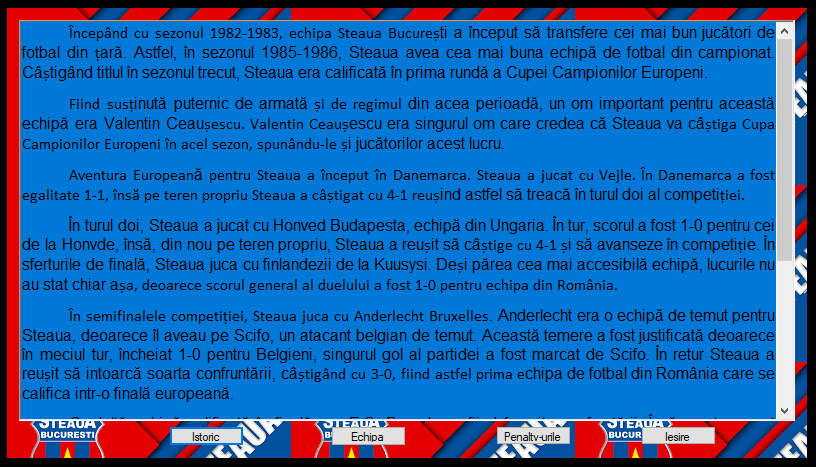 Începând cu sezonul 1982-1983, echipa Steaua București a început să transfere cei mai bun jucători de
fotbal din țară. Astfel, în sezonul 1985-1986, Steaua avea cea mai buna echipă de fotbal din campionat.
Câștigând titlul în sezonul trecut, Steaua era calificată în prima rundă a Cupei Campionilor Europeni.
Fiind susținută puternic de armată și de regimul din acea perioadă, un om important pentru această
echipă era Valentin Ceaușescu. Valentin Ceaușescu era singurul om care credea că Steaua va câștiga Cupa
Campionilor Europeni în acel sezon, spunându-le și jucătorilor acest lucru.
Aventura Europeană pentru Steaua a început în Danemarca. Steaua a jucat cu Vejle. În Danemarca a fost
egalitate 1-1, însă pe teren propriu Steaua a câștigat cu 4-1 reușind astfel să treacă în turul doi al competiției.
În turul doi, Steaua a jucat cu Honved Budapesta, echipă din Ungaria. În tur, scorul a fost 1-0 pentru cei
de la Honvde, însă, din nou pe teren propriu, Steaua a reușit să câștige cu 4-1 și să avanseze în competiție. În
sferturile de finală, Steaua juca cu finlandezii de la Kuusysi. Deși părea cea mai accesibilă echipă, lucurile nu
au stat chiar așa, deoarece scorul general al duelului a fost 1-0 pentru echipa din România.
În semifinalele competiției, Steaua juca cu Anderlecht Bruxelles. Anderlecht era o echipă de temut pentru
Steaua, deoarece îl aveau pe Scifo, un atacant belgian de temut. Această temere a fost justificată deoarece
în meciul tur, încheiat 1-0 pentru Belgieni, singurul gol al partidei a fost marcat de Scifo. În retur Steaua a
reușit să intoarcă soarta confruntării, câștigând cu 3-0, fiind astfel prima echipa de fotbal din România care se
califica intr-o finală europeană.
STEAUA
BUCUREȘTI
Istoric
STEAUA
Echipa
Penalty-urile
STEAUA
BUCUR
Iesire